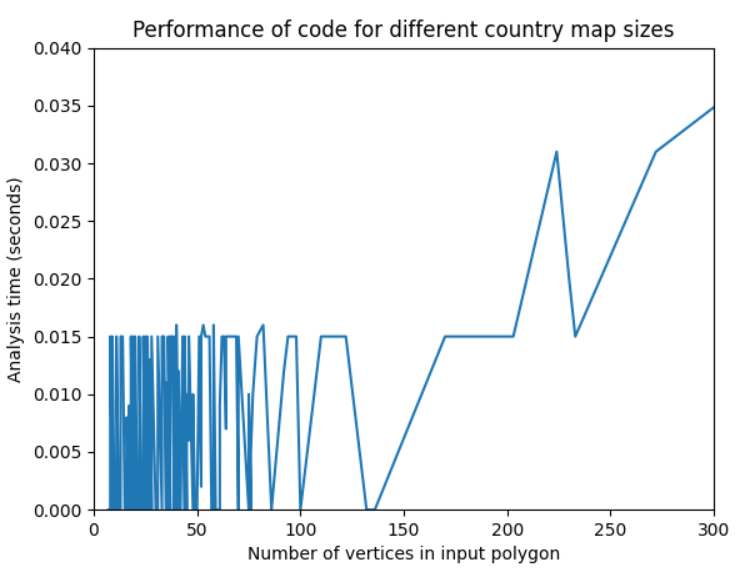 Performance of code for different country map sizes
0.040
0.035
0.030
0.025
0.020
0.015
0.010
0.005
0.000
Analysis time (seconds)
0 50 100 150 200 250 300
Number of vertices in input polygon